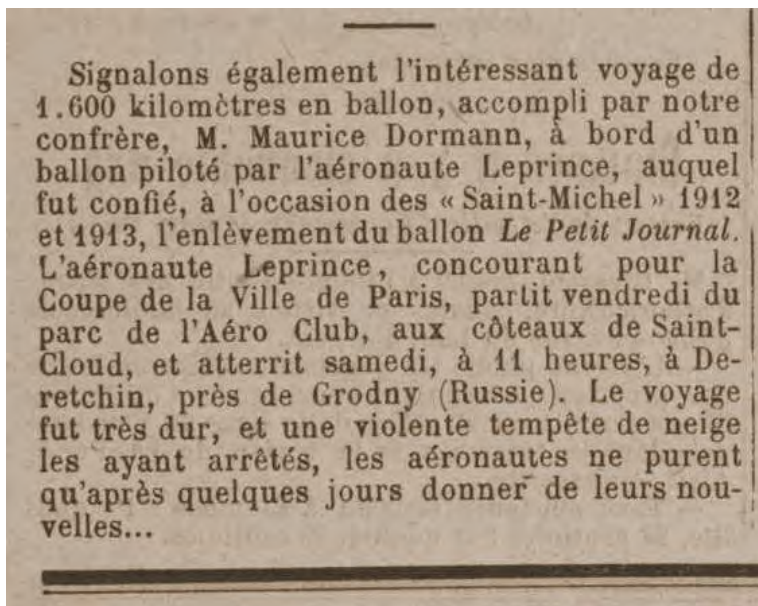 Signalons également l'intéressant voyage de
1.600 kilomètres en ballon, accompli par notre
confrère, M. Maurice Dormann, à bord d'un
ballon piloté par l'aéronaute Leprince, auquel
fut confié, à l'occasion des « Saint-Michel » 1912
et 1913, l'enlèvement du ballon Le Petit Journal.
L'aéronaute Leprince, concourant pour la
Coupe de la Ville de Paris, partit vendredi du
parc de l'Aéro Club, aux côteaux de Saint-
Cloud, et atterrit samedi, à 11 heures, à De-
retchin, près de Grodny (Russie). Le voyage
fut très dur, et une violente tempête de neige
les ayant arrêtés, les aéronautes ne purent
qu'après quelques jours donner de leurs nou-
velles...